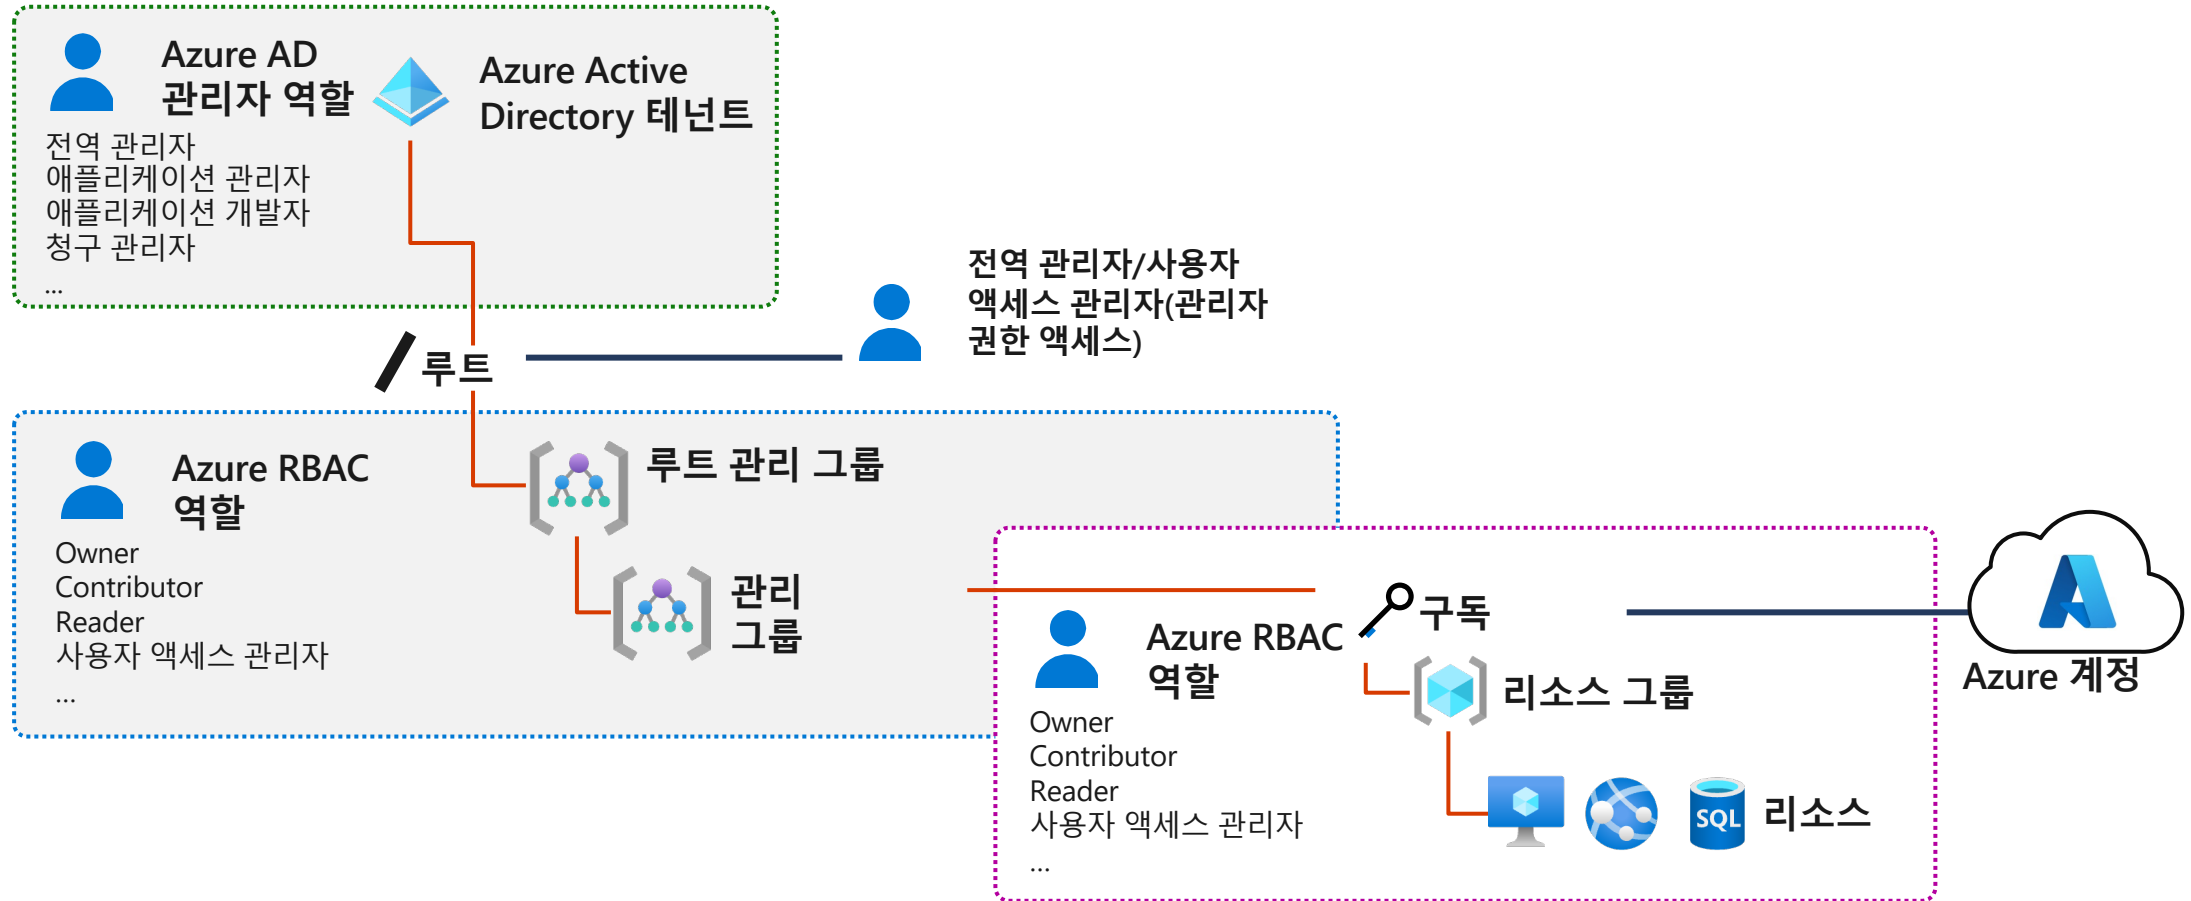 Azure AD
관리자 역할
Azure Active
Directory 테넌트
전역 관리자
애플리케이션 관리자
애플리케이션 개발자
청구 관리자
...
전역 관리자/사용자
액세스 관리자(관리자
권한 액세스)
루트
Azure RBAC
역할
루트 관리 그룹
Owner
Contributor
Reader
사용자 액세스 관리자
...
관리
그룹
Azure RBAC
역할
구독
Azure 계정
리소스 그룹
Owner
Contributor
Reader
사용자 액세스 관리자
...
SQL
리소스